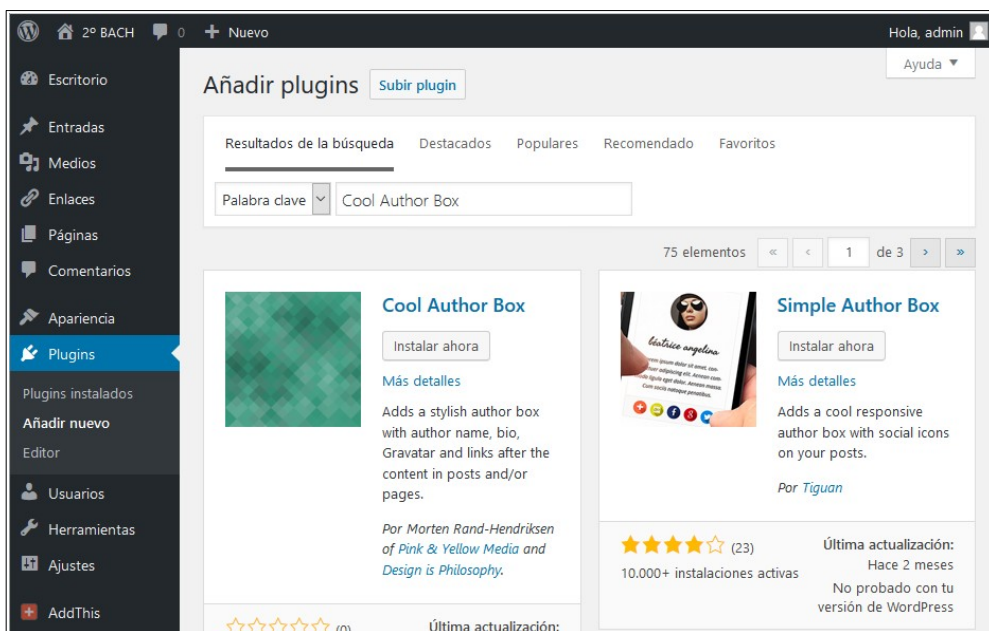 2º BACH 0 Nuevo Hola, admin
Ayuda
Escritorio
Entradas
Medios
Enlaces
Páginas
Comentarios
Apariencia
Plugins
Plugins instalados
Añadir nuevo
Editor
Usuarios
Herramientas
Ajustes
AddThis
Añadir plugins Subir plugin
Resultados de la búsqueda Destacados Populares Recomendado Favoritos
Palabra clave Cool Author Box
75 elementos « ‹ 1 de 3 › »
Cool Author Box
Instalar ahora
Más detalles
Adds a stylish author box
with author name, bio,
Gravatar and links after the
content in posts and/or
pages.
Por Morten Rand-Hendriksen
of Pink & Yellow Media and
Design is Philosophy.
(0)
Última actualización:
Simple Author Box
Instalar ahora
Más detalles
Adds a cool responsive
author box with social icons
on your posts.
Por Tiguan
béatrice angelina
(23)
10.000+ instalaciones activas
Última actualización:
Hace 2 meses
No probado con tu
versión de WordPress